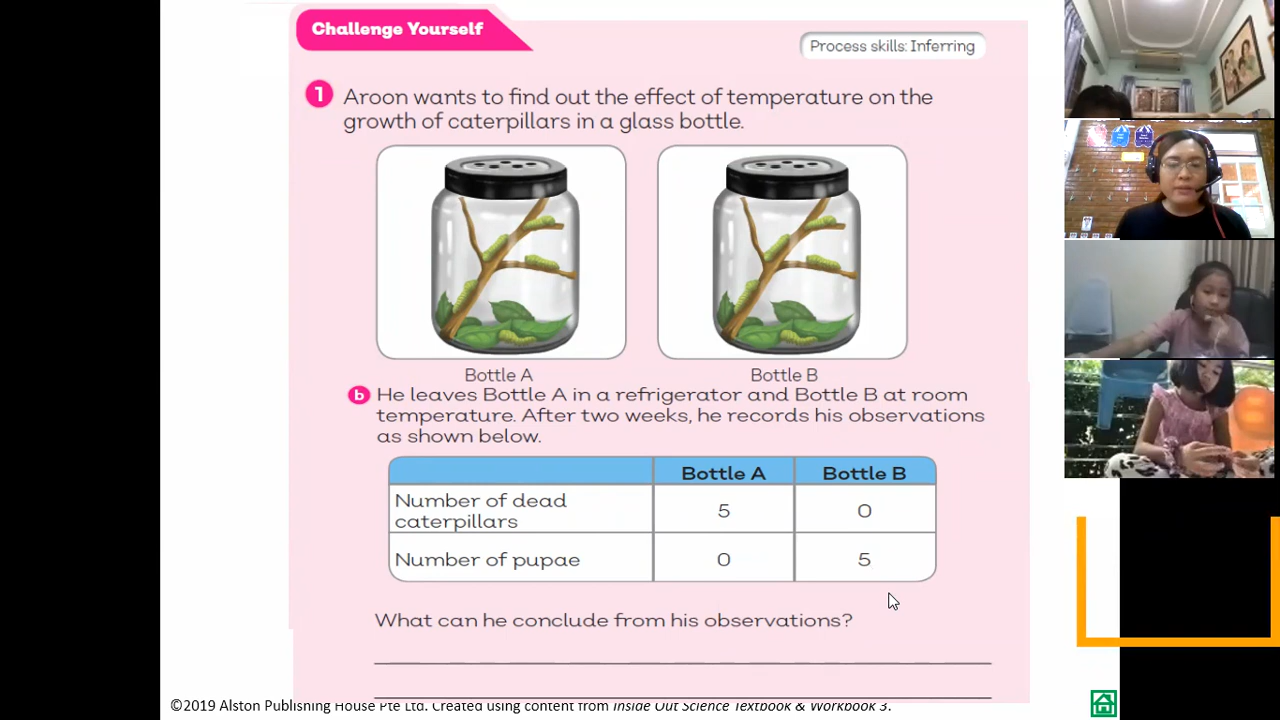 Challenge Yourself
Process skills: Inferring
1 Aroon wants to find out the effect of temperature on the
growth of caterpillars in a glass bottle.
Bottle A
Bottle B
b He leaves Bottle A in a refrigerator and Bottle B at room
temperature. After two weeks, he records his observations
as shown below.
Bottle A Bottle B
Number of dead
caterpillars 5 0
Number of pupae 0 5
What can he conclude from his observations?
©2019 Alston Publishing House Pte Ltd. Created using content from Inside Out Science Textbook & Workbook 3.